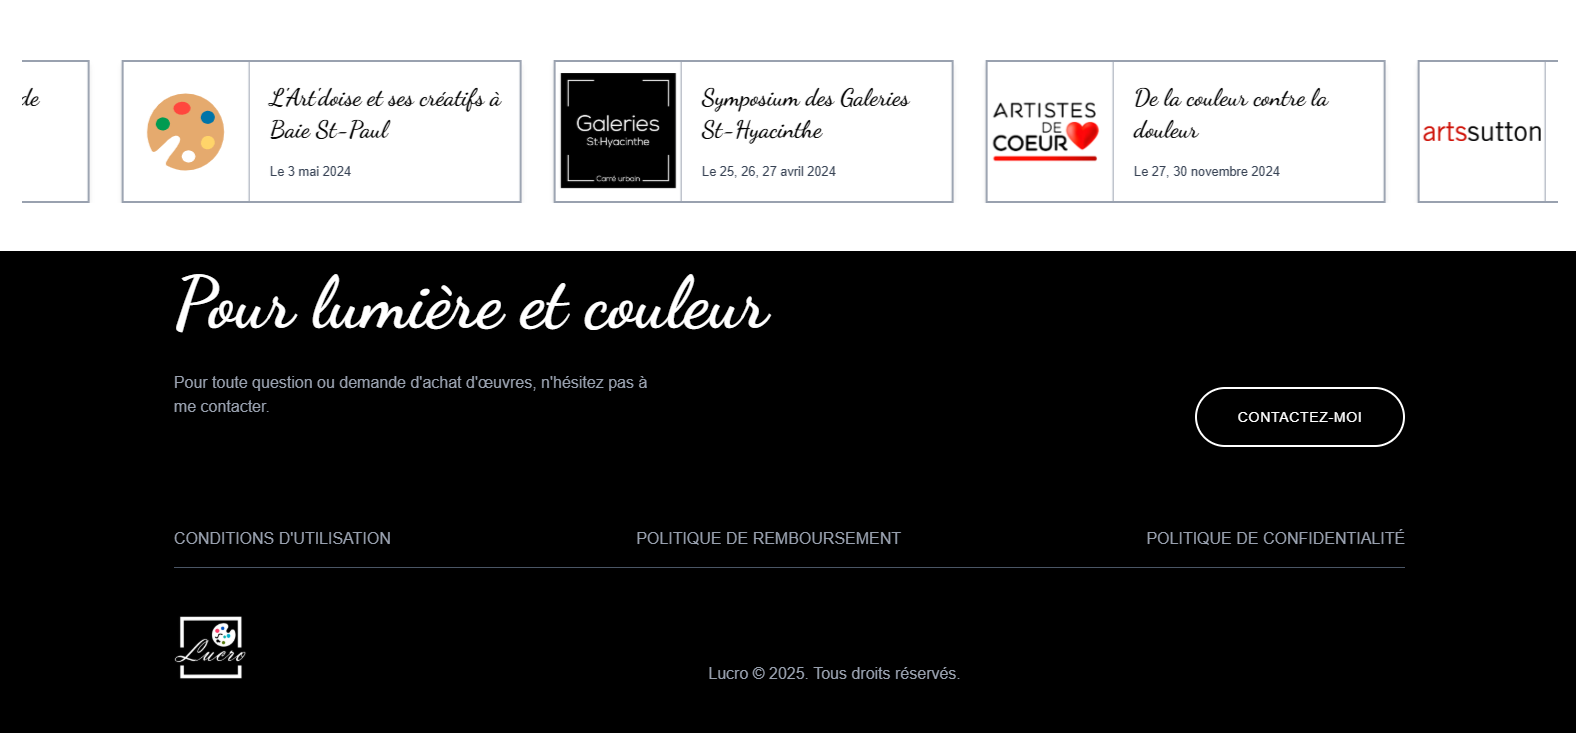 de
L'Art'doise et ses créatifs à
Baie St-Paul
Le 3 mai 2024
Galeries
St-Hyacinthe
Carré urbain
Symposium des Galeries
St-Hyacinthe
Le 25, 26, 27 avril 2024
ARTISTES
DE
COEUR
De la couleur contre la
douleur
Le 27, 30 novembre 2024
artssutton
Pour lumière et couleur
Pour toute question ou demande d'achat d'œuvres, n'hésitez pas à
me contacter.
CONTACTEZ-MOI
CONDITIONS D'UTILISATION
POLITIQUE DE REMBOURSEMENT
POLITIQUE DE CONFIDENTIALITÉ
Lucro
Lucro © 2025. Tous droits réservés.